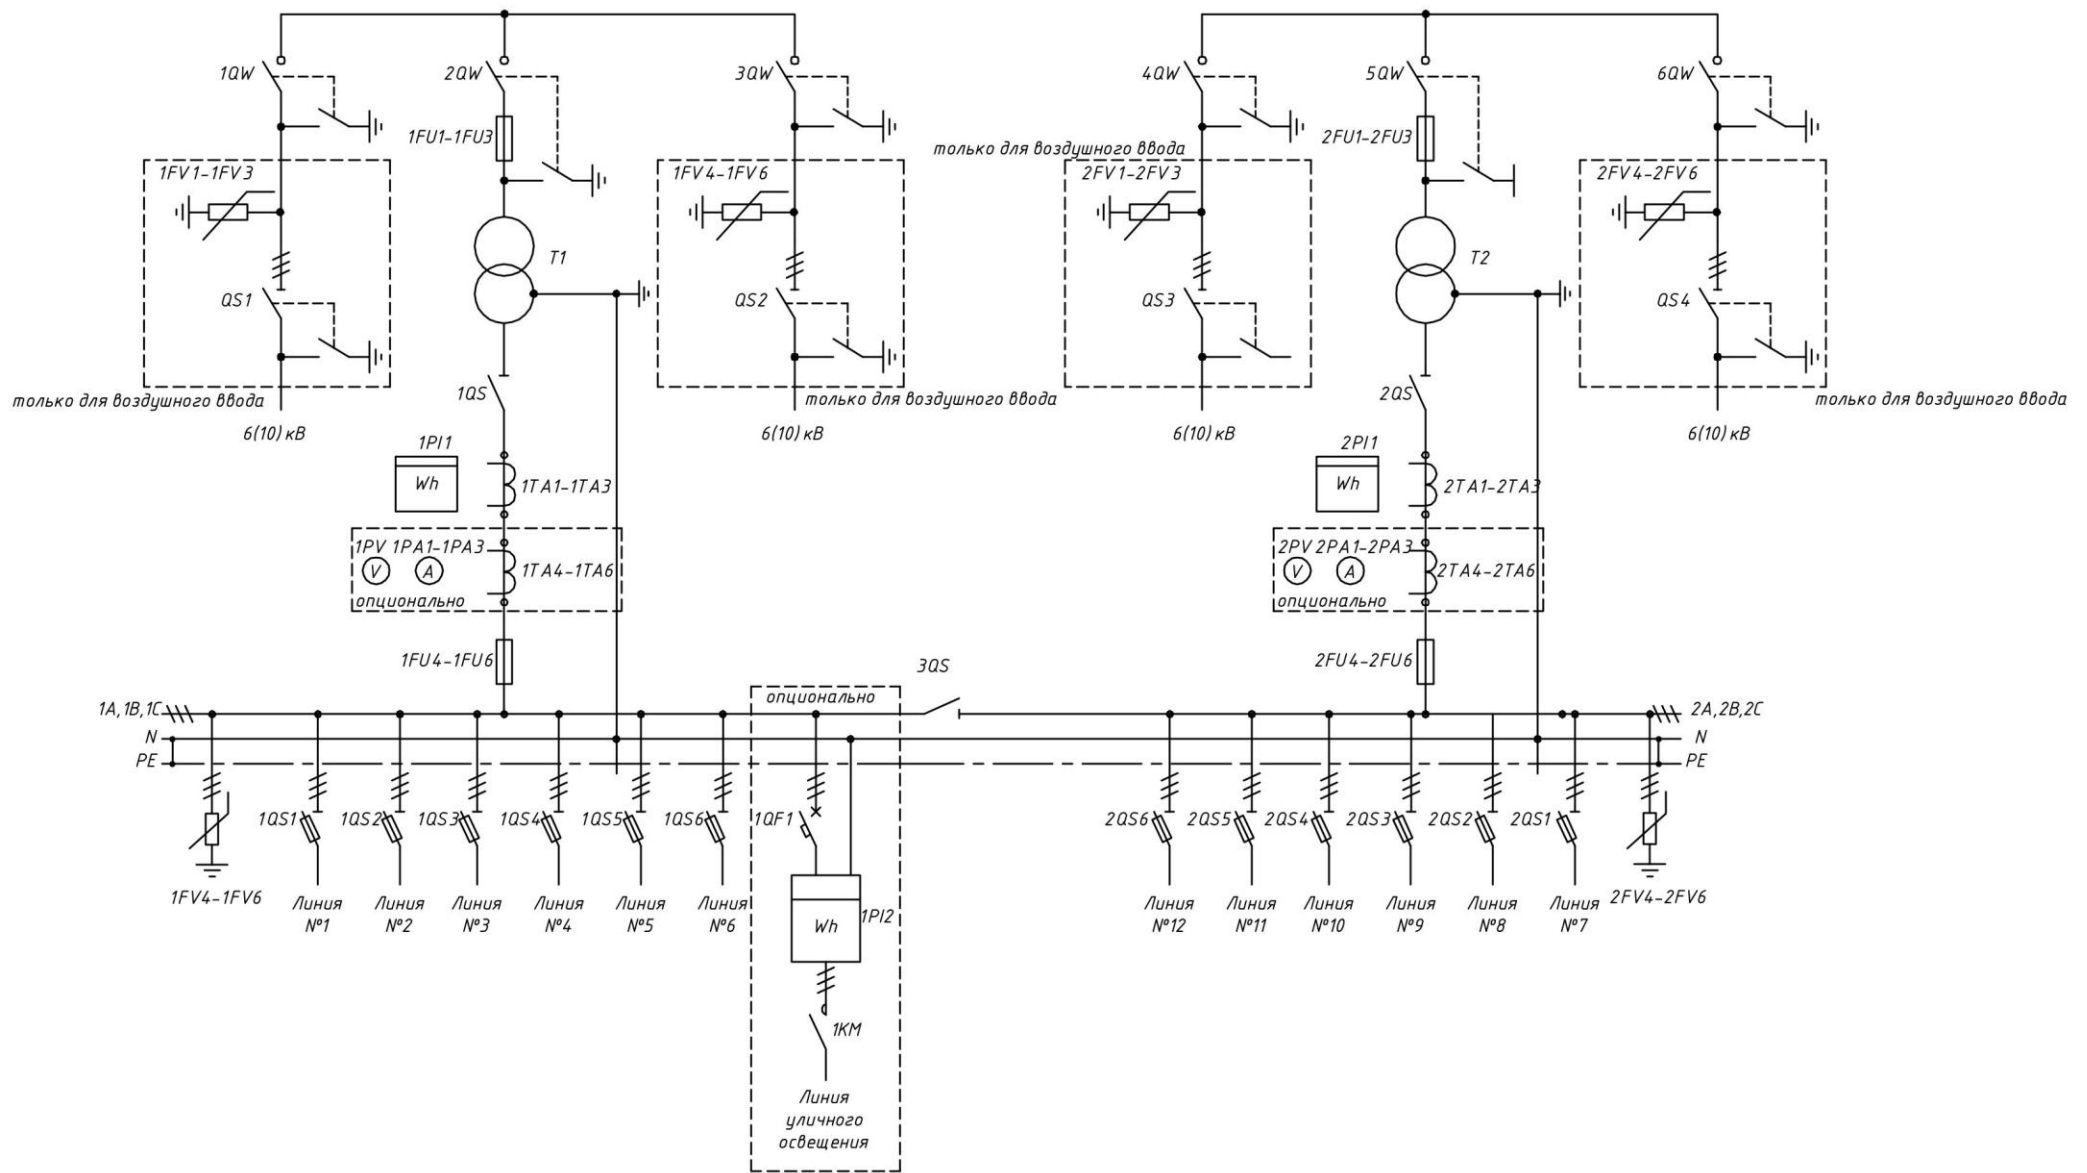 1QW
2QW
3QW
4QW
5QW
6QW
1FU1-1FU3
2FU1-2FU3
только для воздушного ввода
1FV1-1FV3
1FV4-1FV6
2FV1-2FV3
2FV4-2FV6
T1
T2
QS1
QS2
QS3
QS4
1QS
2QS
только для воздушного ввода
только для воздушного ввода
только для воздушного ввода
6(10) кВ
6(10) кВ
6(10) кВ
6(10) кВ
1PI1
2PI1
Wh
1TA1-1TA3
Wh
2TA1-2TA3
1PV 1PA1-1PA3
2PV 2PA1-2PA3
V
A
1TA4-1TA6
V
A
2TA4-2TA6
опционально
опционально
1FU4-1FU6
2FU4-2FU6
3QS
опционально
1A,1B,1C
2A,2B,2C
N
N
PE
PE
1QS1
1QS2
1QS3
1QS4
1QS5
1QS6
1QF1
2QS6
2QS5
2QS4
2QS3
2QS2
2QS1
1FV4-1FV6
2FV4-2FV6
Линия
№1
Линия
№2
Линия
№3
Линия
№4
Линия
№5
Линия
№6
Wh
1PI2
Линия
№12
Линия
№11
Линия
№10
Линия
№9
Линия
№8
Линия
№7
1KM
Линия
уличного
освещения